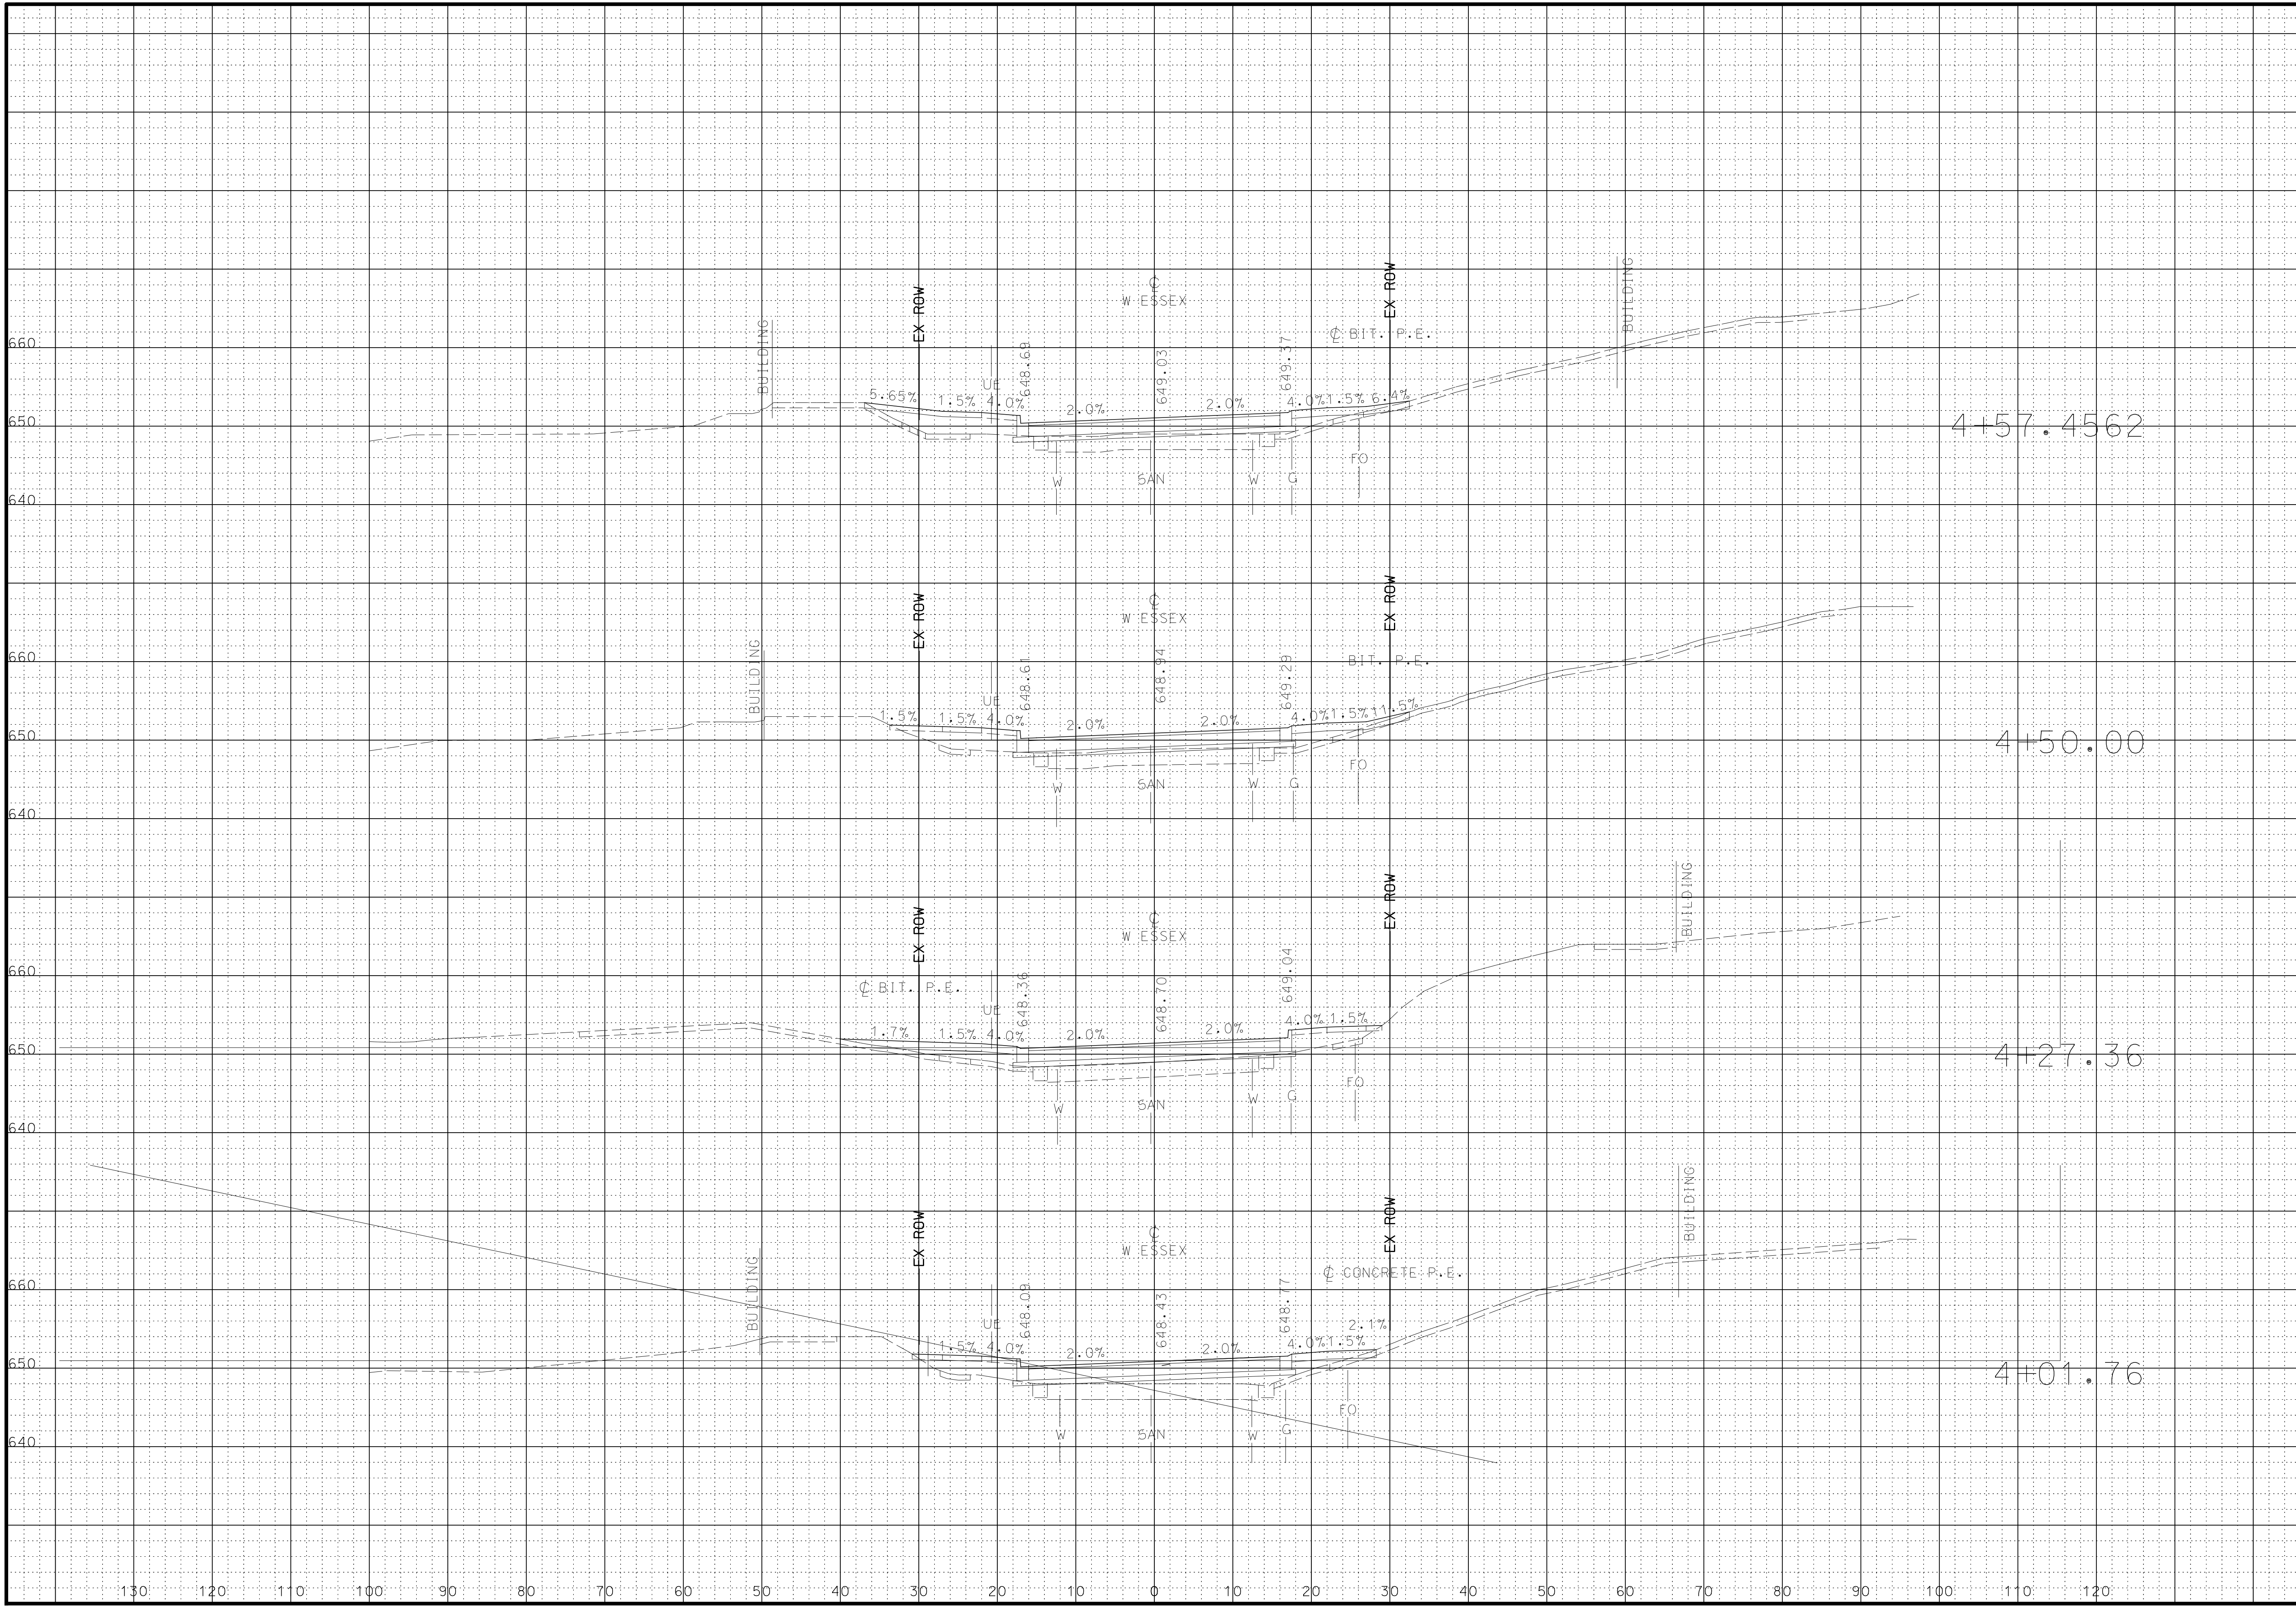 ℄
W ESSEX
EX ROW
EX ROW
BUILDING
BUILDING
℄ BIT. P.E.
660
648.69
649.03
649.37
UE
5.65%
1.5%
4.0%
2.0%
2.0%
4.0%
1.5%
6.4%
650
4+57.4562
FO
W
SAN
W
G
640
℄
W ESSEX
EX ROW
EX ROW
BUILDING
BIT. P.E.
660
648.61
648.94
649.29
UE
1.5%
1.5%
4.0%
2.0%
2.0%
4.0%
1.5%
11.5%
650
4+50.00
FO
W
SAN
W
G
640
℄
W ESSEX
EX ROW
EX ROW
BUILDING
660
℄ BIT. P.E.
648.36
648.70
649.04
UE
1.7%
1.5%
4.0%
2.0%
2.0%
4.0%
1.5%
650
4+27.36
FO
W
SAN
W
G
640
℄
W ESSEX
EX ROW
EX ROW
BUILDING
BUILDING
℄ CONCRETE P.E.
660
648.09
648.43
648.77
UE
2.1%
1.5%
4.0%
2.0%
2.0%
4.0%
1.5%
650
4+01.76
FO
W
SAN
W
G
640
130 120 110 100 90 80 70 60 50 40 30 20 10 0 10 20 30 40 50 60 70 80 90 100 110 120